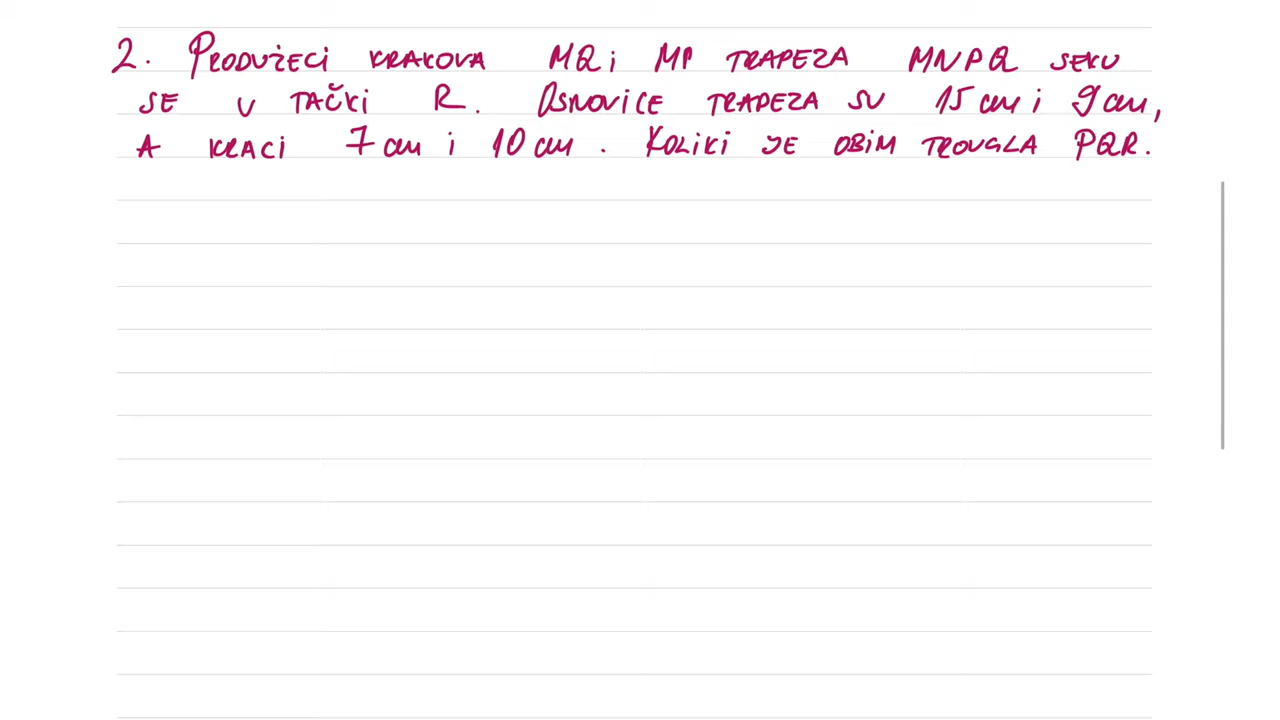 2. PRODUŽECI KRAKOVA MQ i MP TRAPEZA MNPQ SEKU
SE U TAČKI R. OSNOVICE TRAPEZA SU 15 cm i 9 cm,
A KRACI 7 cm i 10 cm. KOLIKI JE OBIM TROUGLA PQR.